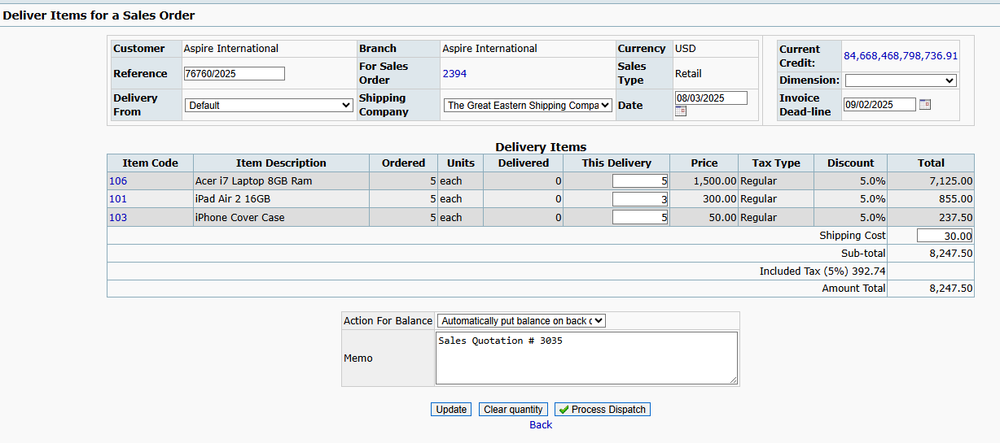 Deliver Items for a Sales Order
Customer Aspire International Branch Aspire International Currency USD
Reference 76760/2025 For Sales Order 2394 Sales Type Retail
Delivery From Default Shipping Company The Great Eastern Shipping Compa Date 08/03/2025
Current Credit: 84,668,468,798,736.91
Dimension:
Invoice Dead-line 09/02/2025
Delivery Items
Item Code Item Description Ordered Units Delivered This Delivery Price Tax Type Discount Total
106 Acer i7 Laptop 8GB Ram 5 each 0 5 1,500.00 Regular 5.0% 7,125.00
101 iPad Air 2 16GB 5 each 0 3 300.00 Regular 5.0% 855.00
103 iPhone Cover Case 5 each 0 5 50.00 Regular 5.0% 237.50
Shipping Cost 30.00
Sub-total 8,247.50
Included Tax (5%) 392.74
Amount Total 8,247.50
Action For Balance Automatically put balance on back
Memo Sales Quotation # 3035
Update Clear quantity Process Dispatch
Back